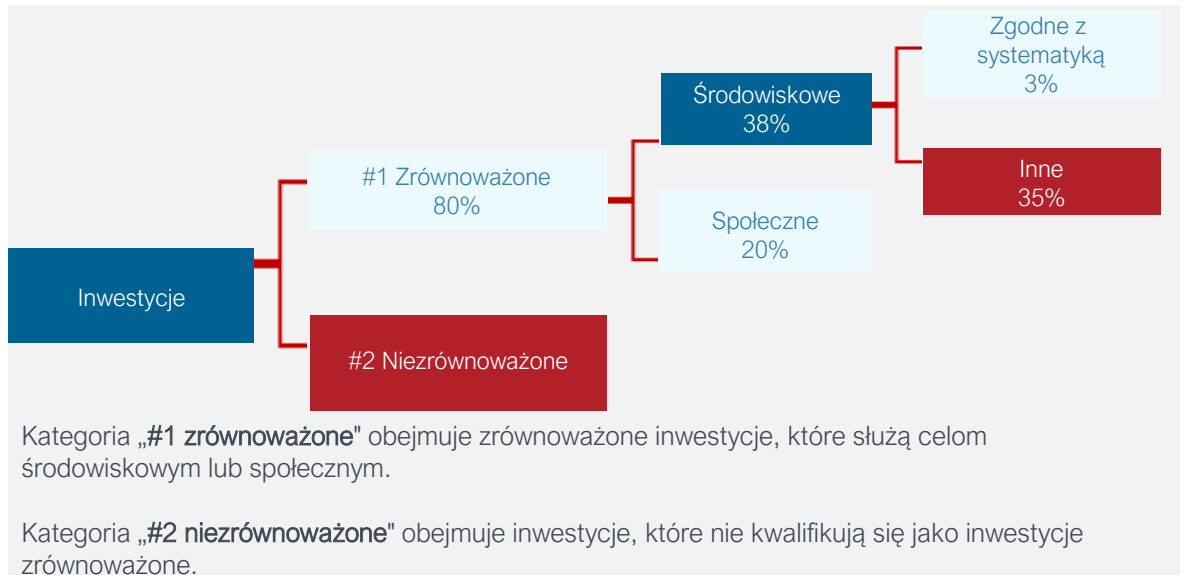 Zgodne z
systematyką
3%
Środowiskowe
38%
#1 Zrównoważone
80%
Inne
35%
Społeczne
20%
Inwestycje
#2 Niezrównoważone
Kategoria „#1 zrównoważone" obejmuje zrównoważone inwestycje, które służą celom
środowiskowym lub społecznym.
Kategoria „#2 niezrównoważone" obejmuje inwestycje, które nie kwalifikują się jako inwestycje
zrównoważone.